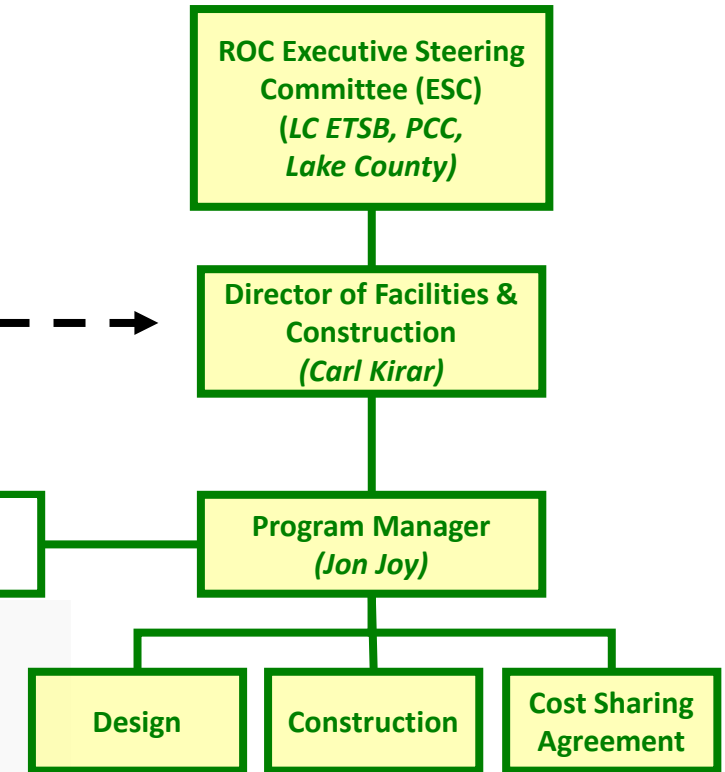 ROC Executive Steering
Committee (ESC)
(LC ETSB, PCC,
Lake County)
Director of Facilities &
Construction
(Carl Kirar)
Program Manager
(Jon Joy)
Design
Construction
Cost Sharing
Agreement